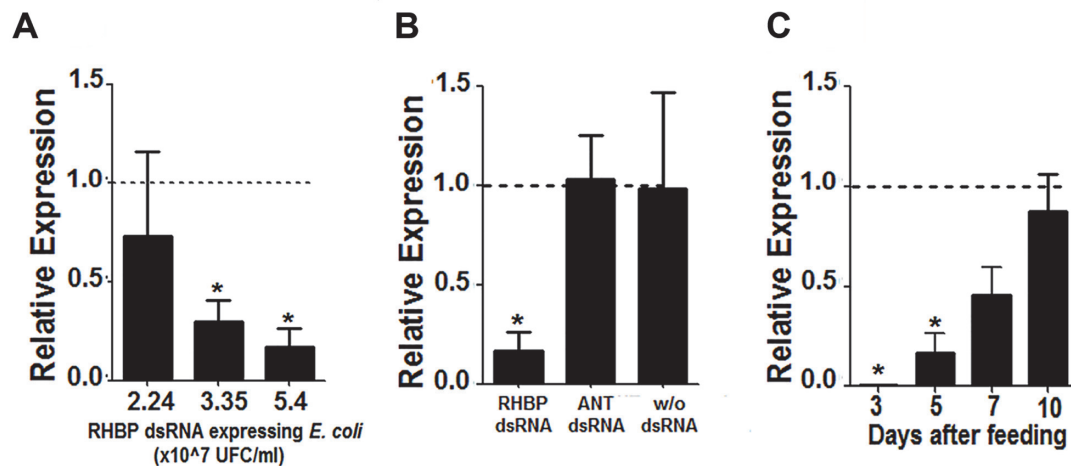 A
Relative Expression
1.5
1.0
0.5
0.0
*
*
2.24 3.35 5.4
RHBP dsRNA expressing E. coli
(x10^7 UFC/ml)
B
Relative Expression
1.5
1.0
0.5
0.0
*
RHBP ANT w/o
dsRNA dsRNA dsRNA
C
Relative Expression
1.5
1.0
0.5
0.0
*
*
3 5 7 10
Days after feeding